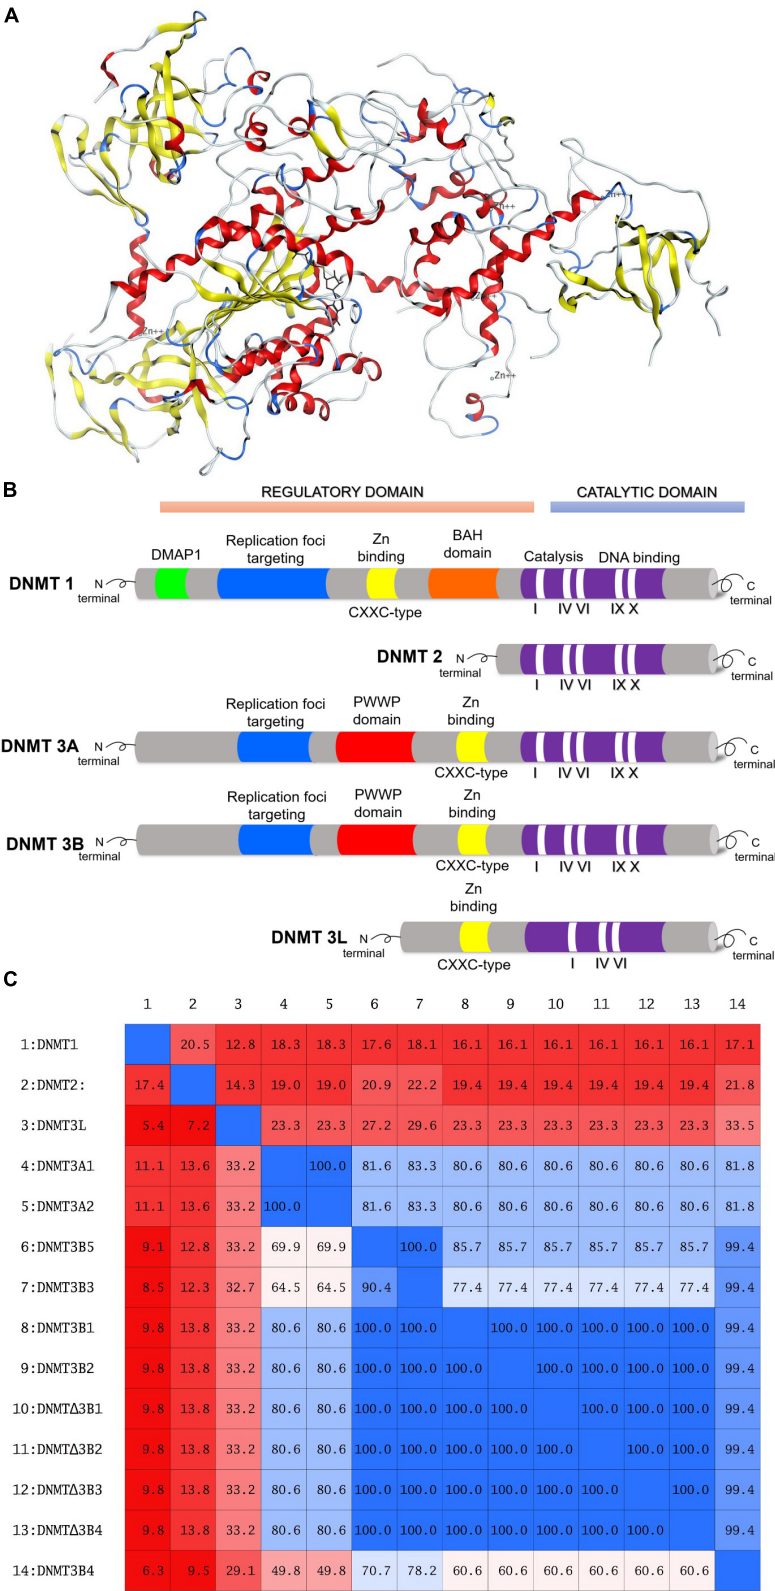 A
Zn++
Zn++
Zn++
Zn++
Zn++
B
REGULATORY DOMAIN CATALYTIC DOMAIN
DMAP1 Replication foci targeting Zn binding BAH domain Catalysis DNA binding
DNMT 1 N terminal C terminal
CXXC-type I IV VI IX X
DNMT 2 N terminal C terminal
I IV VI IX X
Replication foci targeting PWWP domain Zn binding
DNMT 3A N terminal C terminal
CXXC-type I IV VI IX X
Replication foci targeting PWWP domain Zn binding
DNMT 3B N terminal C terminal
CXXC-type I IV VI IX X
Zn binding
DNMT 3L N terminal C terminal
CXXC-type I IV VI
C
1 2 3 4 5 6 7 8 9 10 11 12 13 14
1:DNMT1 20.5 12.8 18.3 18.3 17.6 18.1 16.1 16.1 16.1 16.1 16.1 16.1 17.1
2:DNMT2: 17.4 14.3 19.0 19.0 20.9 22.2 19.4 19.4 19.4 19.4 19.4 19.4 21.8
3:DNMT3L 5.4 7.2 23.3 23.3 27.2 29.6 23.3 23.3 23.3 23.3 23.3 23.3 33.5
4:DNMT3A1 11.1 13.6 33.2 100.0 81.6 83.3 80.6 80.6 80.6 80.6 80.6 80.6 81.8
5:DNMT3A2 11.1 13.6 33.2 100.0 81.6 83.3 80.6 80.6 80.6 80.6 80.6 80.6 81.8
6:DNMT3B5 9.1 12.8 33.2 69.9 69.9 100.0 85.7 85.7 85.7 85.7 85.7 85.7 99.4
7:DNMT3B3 8.5 12.3 32.7 64.5 64.5 90.4 77.4 77.4 77.4 77.4 77.4 77.4 99.4
8:DNMT3B1 9.8 13.8 33.2 80.6 80.6 100.0 100.0 100.0 100.0 100.0 100.0 100.0 99.4
9:DNMT3B2 9.8 13.8 33.2 80.6 80.6 100.0 100.0 100.0 100.0 100.0 100.0 100.0 99.4
10:DNMTΔ3B1 9.8 13.8 33.2 80.6 80.6 100.0 100.0 100.0 100.0 100.0 100.0 100.0 99.4
11:DNMTΔ3B2 9.8 13.8 33.2 80.6 80.6 100.0 100.0 100.0 100.0 100.0 100.0 100.0 99.4
12:DNMTΔ3B3 9.8 13.8 33.2 80.6 80.6 100.0 100.0 100.0 100.0 100.0 100.0 100.0 99.4
13:DNMTΔ3B4 9.8 13.8 33.2 80.6 80.6 100.0 100.0 100.0 100.0 100.0 100.0 100.0 99.4
14:DNMT3B4 6.3 9.5 29.1 49.8 49.8 70.7 78.2 60.6 60.6 60.6 60.6 60.6 60.6